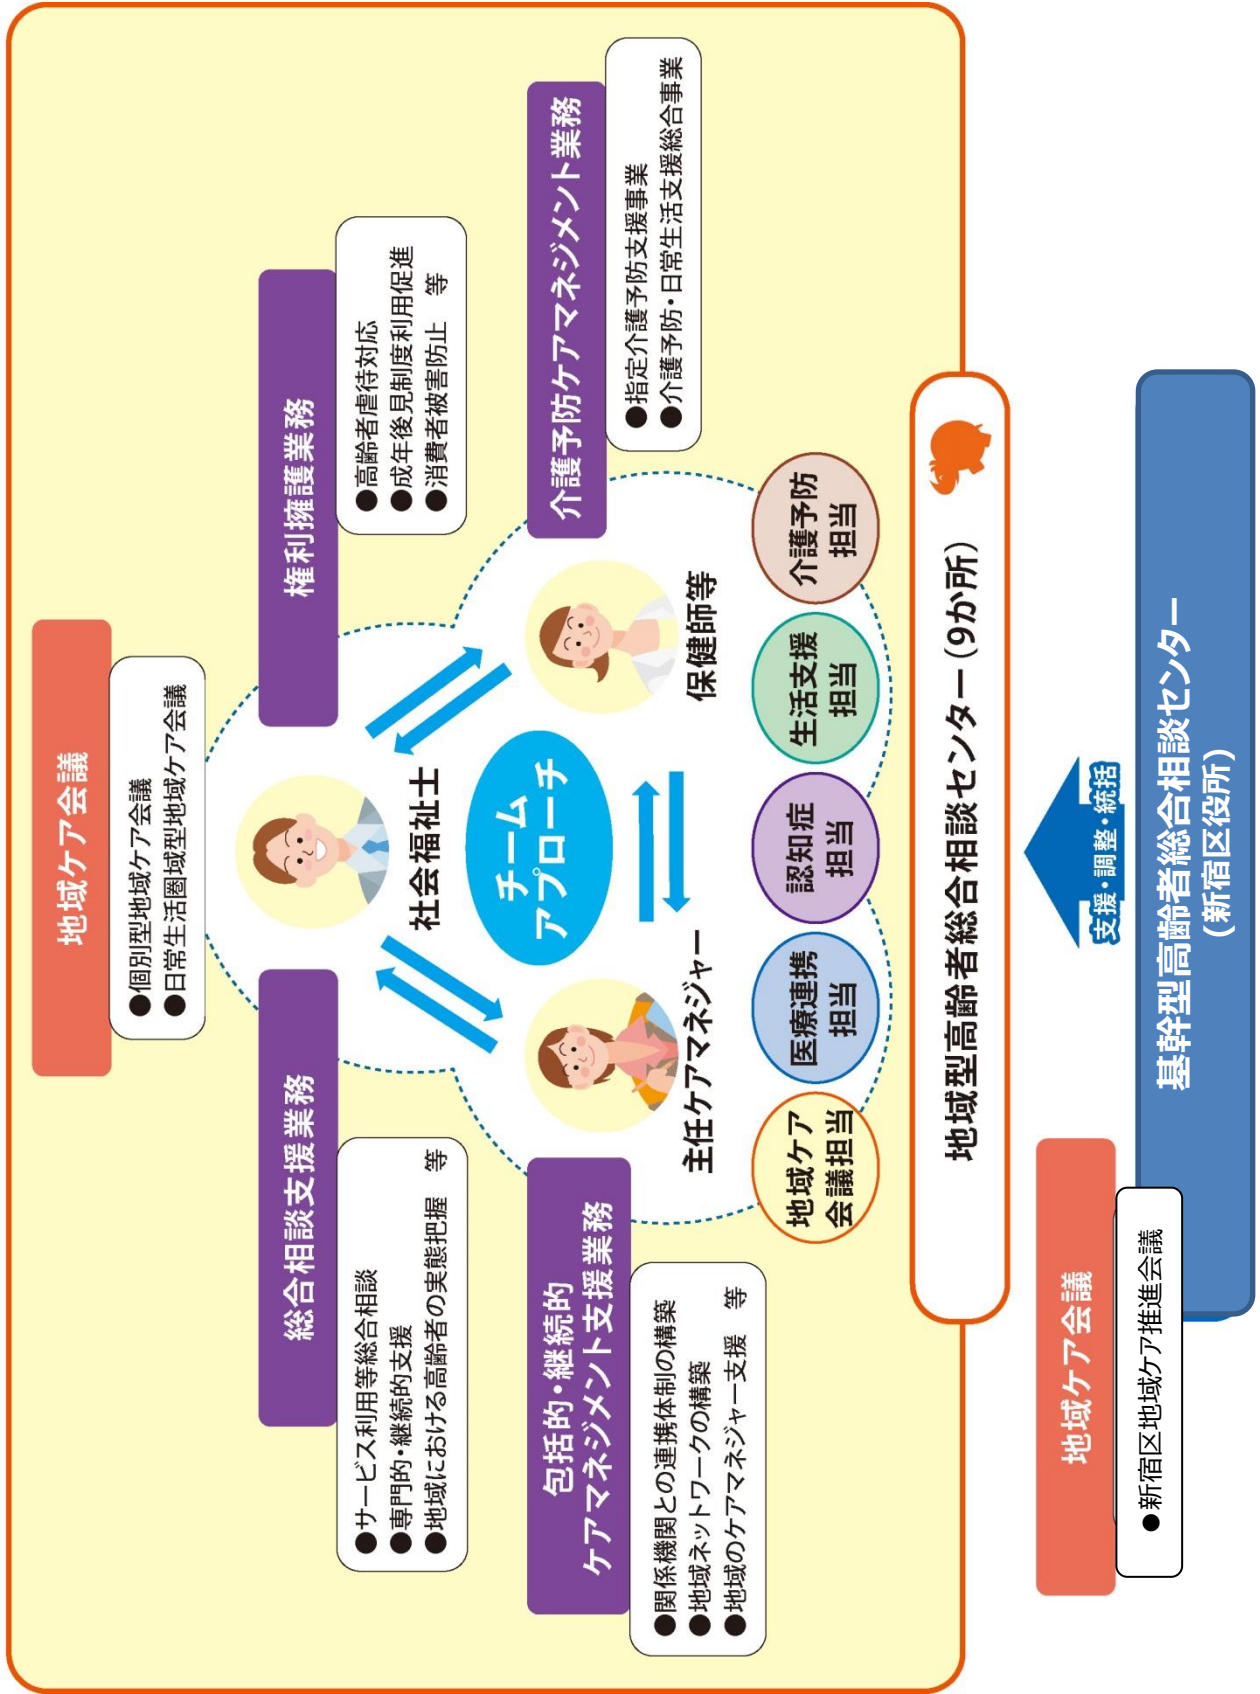 地域ケア会議
●個別型地域ケア会議
●日常生活圏域型地域ケア会議
総合相談支援業務
●サービス利用等総合相談
●専門的・継続的支援
●地域における高齢者の実態把握　等
権利擁護業務
●高齢者虐待対応
●成年後見制度利用促進
●消費者被害防止　等
社会福祉士
チーム
アプローチ
包括的・継続的
ケアマネジメント支援業務
●関係機関との連携体制の構築
●地域ネットワークの構築
●地域のケアマネジャー支援　等
介護予防ケアマネジメント業務
●指定介護予防支援事業
●介護予防・日常生活支援総合事業
主任ケアマネジャー
保健師等
地域ケア
会議担当
医療連携
担当
認知症
担当
生活支援
担当
介護予防
担当
地域型高齢者総合相談センター（9か所）
支援・調整・統括
地域ケア会議
●新宿区地域ケア推進会議
基幹型高齢者総合相談センター
（新宿区役所）